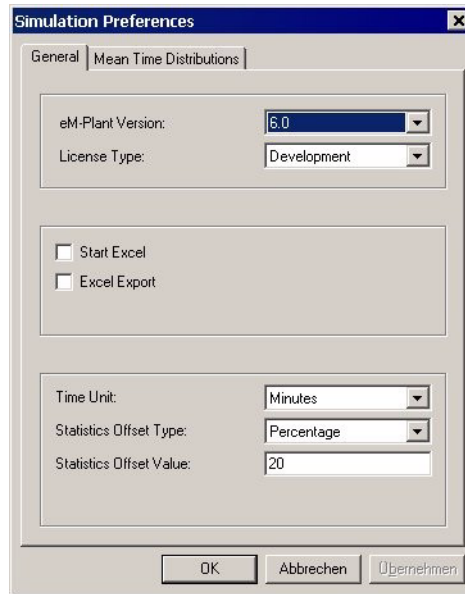 Simulation Preferences
General Mean Time Distributions
eM-Plant Version: 6.0
License Type: Development
Start Excel
Excel Export
Time Unit: Minutes
Statistics Offset Type: Percentage
Statistics Offset Value: 20
OK Abbrechen Übernehmen